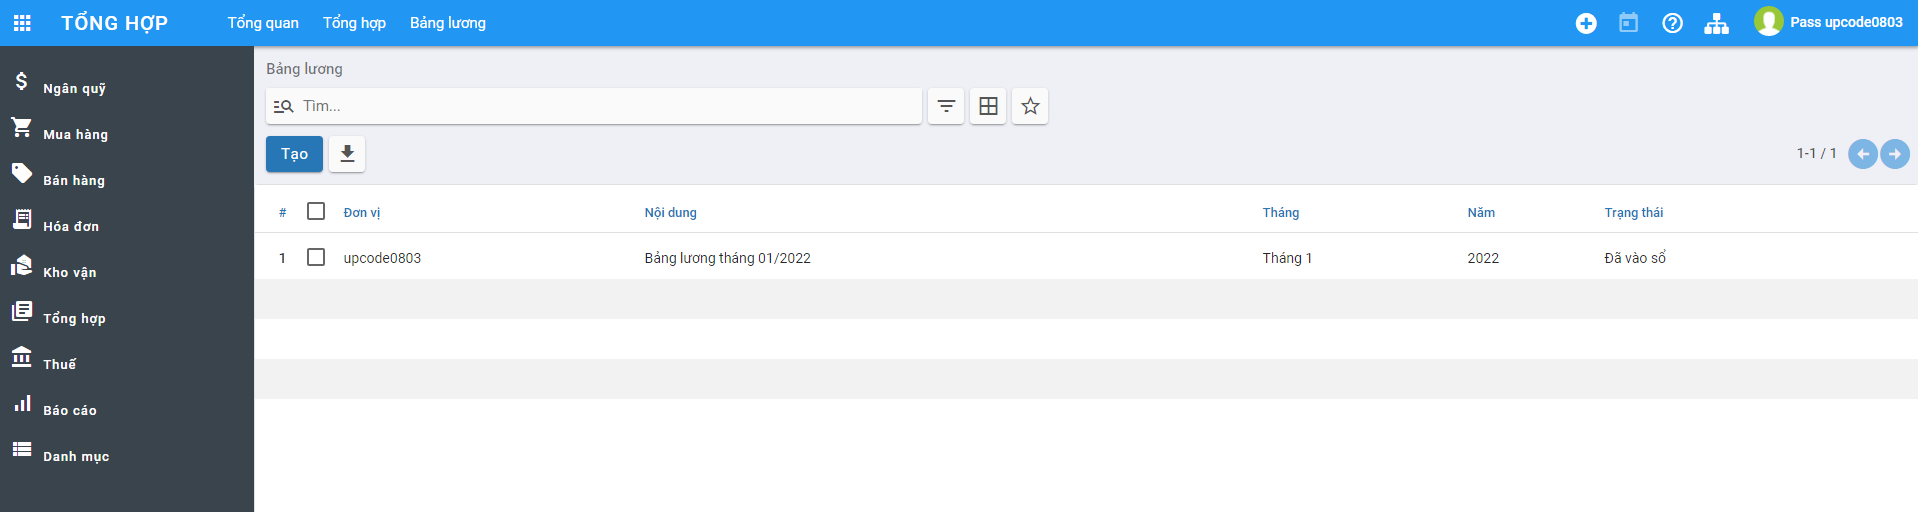 TỔNG HỢP Tổng quan Tổng hợp Bảng lương Pass upcode0803
Ngân quỹ
Mua hàng
Bán hàng
Hóa đơn
Kho vận
Tổng hợp
Thuế
Báo cáo
Danh mục
Bảng lương
Tìm...
Tạo 1-1 / 1
# Đơn vị Nội dung Tháng Năm Trạng thái
1 upcode0803 Bảng lương tháng 01/2022 Tháng 1 2022 Đã vào sổ